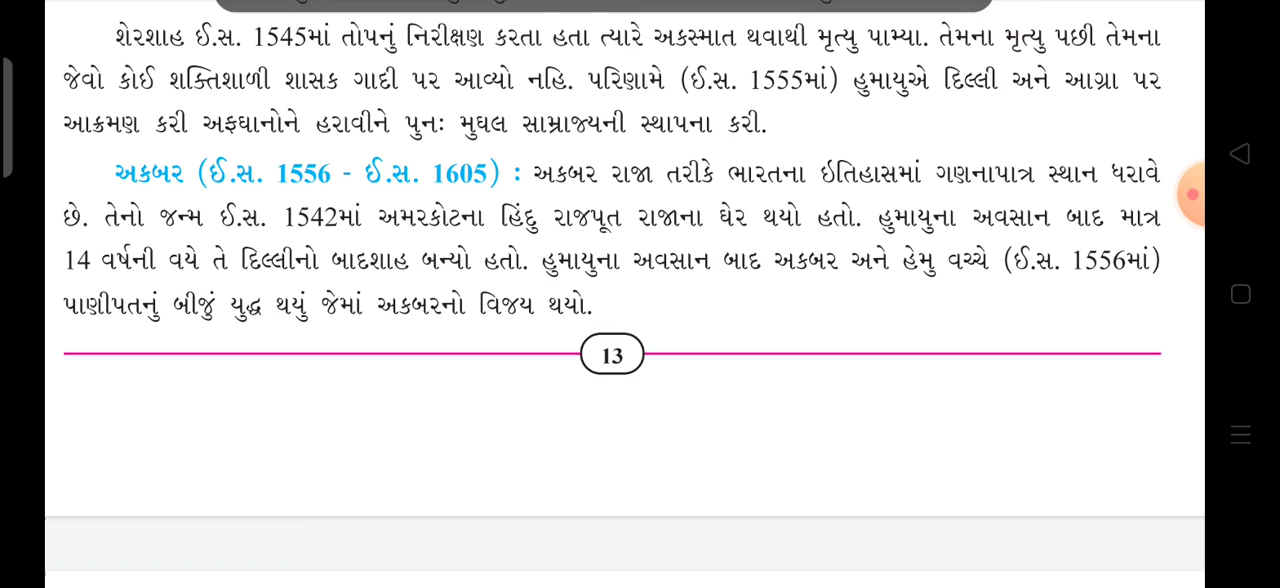 શેરશાહ ઈ.સ. 1545માં તોપનું નિરીક્ષણ કરતા હતા ત્યારે અકસ્માત થવાથી મૃત્યુ પામ્યા. તેમના મૃત્યુ પછી તેમના
જેવો કોઈ શક્તિશાળી શાસક ગાદી પર આવ્યો નહિ. પરિણામે (ઈ.સ. 1555માં) હુમાયુએ દિલ્લી અને આગ્રા પર
આક્રમણ કરી અફઘાનોને હરાવીને પુનઃ મુઘલ સામ્રાજ્યની સ્થાપના કરી.
અકબર (ઈ.સ. 1556 - ઈ.સ. 1605) : અકબર રાજા તરીકે ભારતના ઇતિહાસમાં ગણનાપાત્ર સ્થાન ધરાવે
છે. તેનો જન્મ ઈ.સ. 1542માં અમરકોટના હિંદુ રાજપૂત રાજાના ઘેર થયો હતો. હુમાયુના અવસાન બાદ માત્ર
14 વર્ષની વયે તે દિલ્લીનો બાદશાહ બન્યો હતો. હુમાયુના અવસાન બાદ અકબર અને હેમુ વચ્ચે (ઈ.સ. 1556માં)
પાણીપતનું બીજું યુદ્ધ થયું જેમાં અકબરનો વિજય થયો.
13